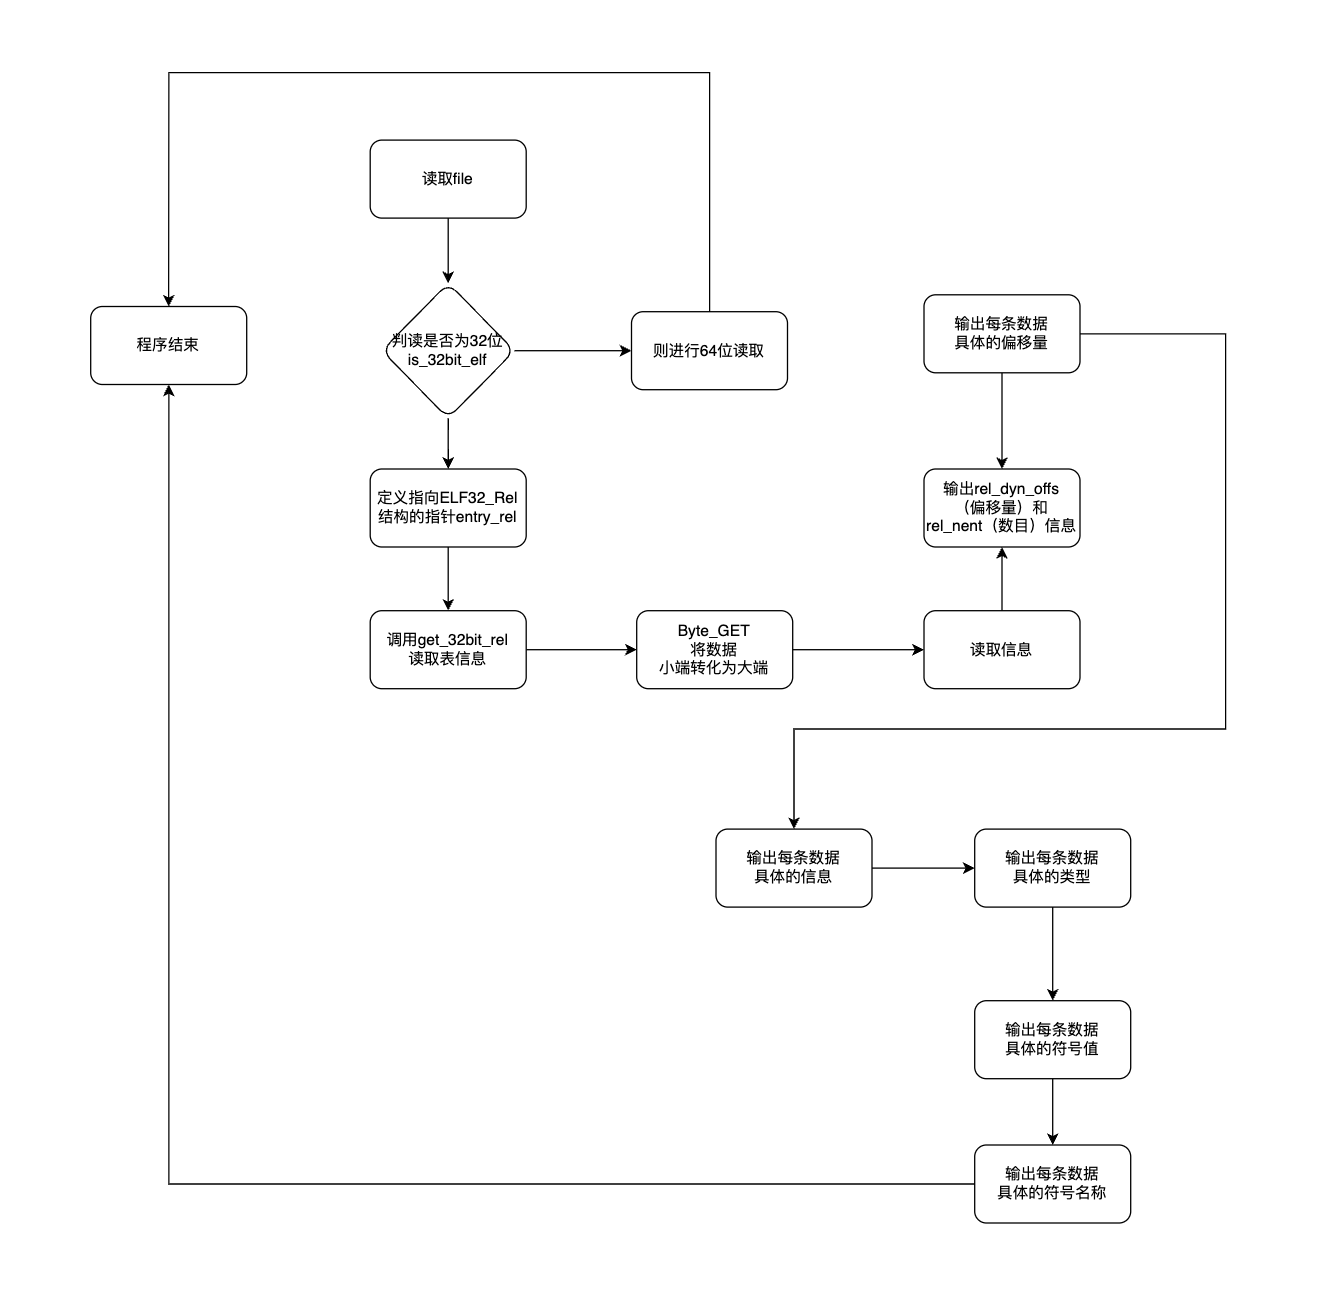 读取file
程序结束
判读是否为32位
is_32bit_elf
则进行64位读取
输出每条数据
具体的偏移量
定义指向ELF32_Rel
结构的指针entry_rel
输出rel_dyn_offs
（偏移量）和
rel_nent（数目）信息
调用get_32bit_rel
读取表信息
Byte_GET
将数据
小端转化为大端
读取信息
输出每条数据
具体的信息
输出每条数据
具体的类型
输出每条数据
具体的符号值
输出每条数据
具体的符号名称